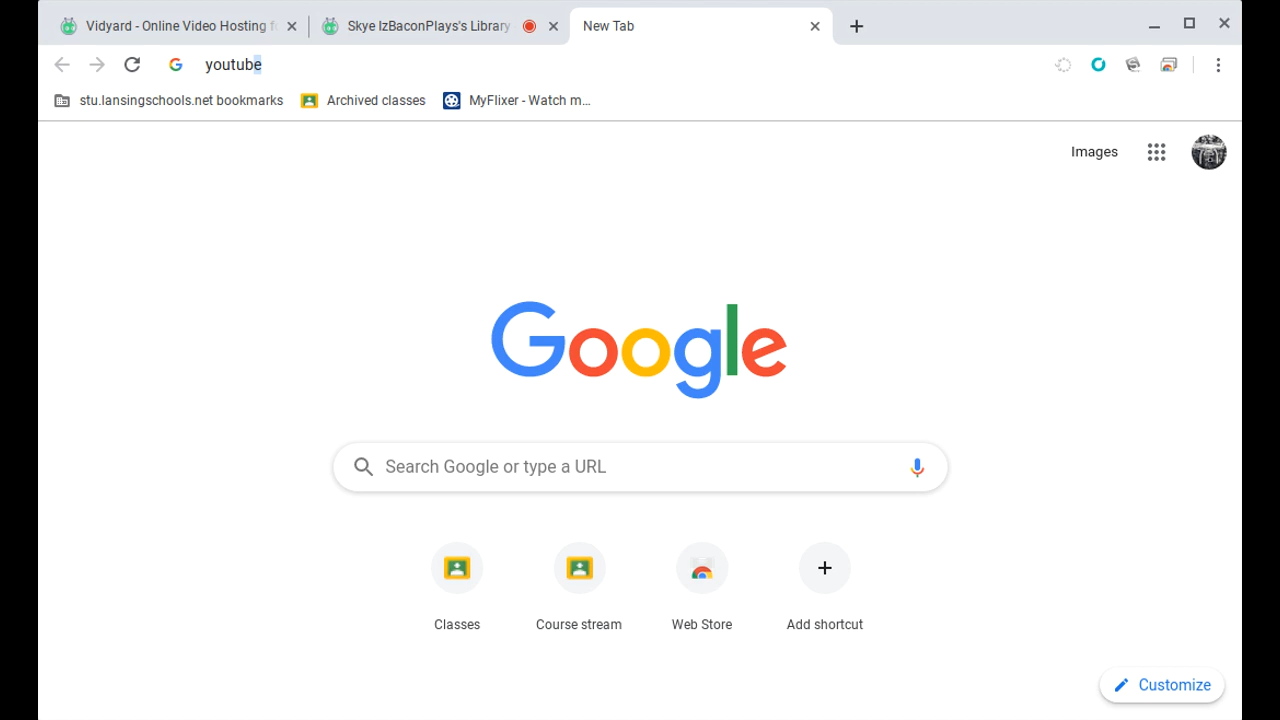 Vidyard - Online Video Hosting f
Skye IzBaconPlays's Library
New Tab
youtube
stu.lansingschools.net bookmarks
Archived classes
MyFlixer - Watch m...
Images
Google
Search Google or type a URL
Classes
Course stream
Web Store
Add shortcut
Customize